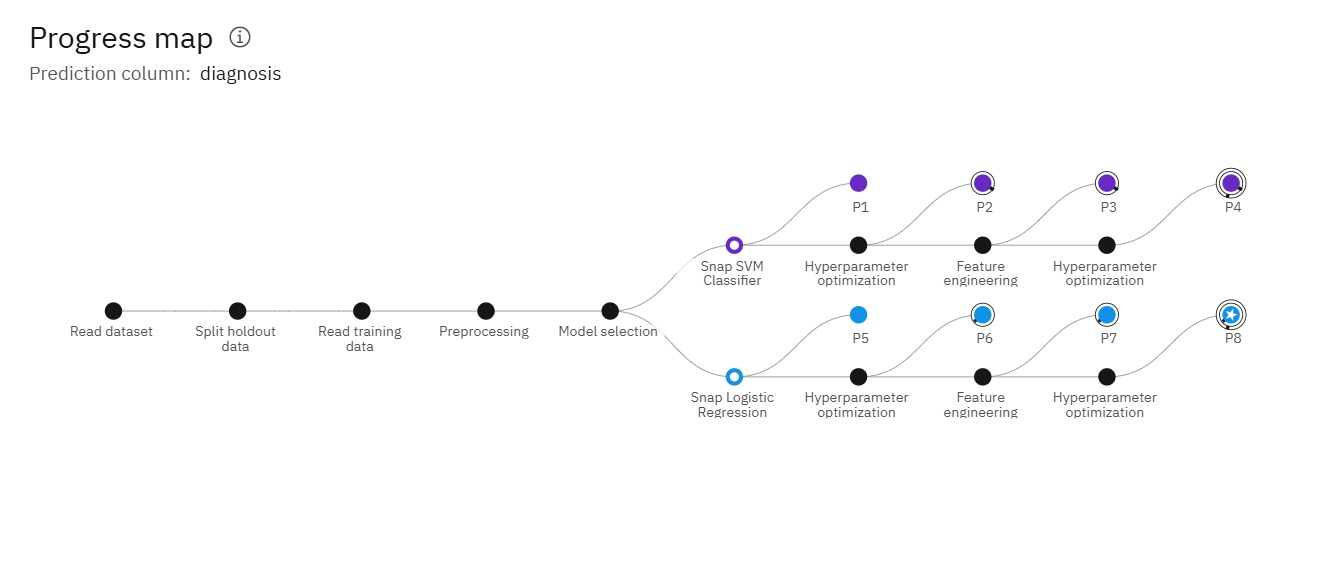 Progress map
Prediction column: diagnosis
P1
P2
P3
P4
Snap SVM
Classifier
Hyperparameter
optimization
Feature
engineering
Hyperparameter
optimization
Read dataset
Split holdout
data
Read training
data
Preprocessing
Model selection
P5
P6
P7
P8
Snap Logistic
Regression
Hyperparameter
optimization
Feature
engineering
Hyperparameter
optimization